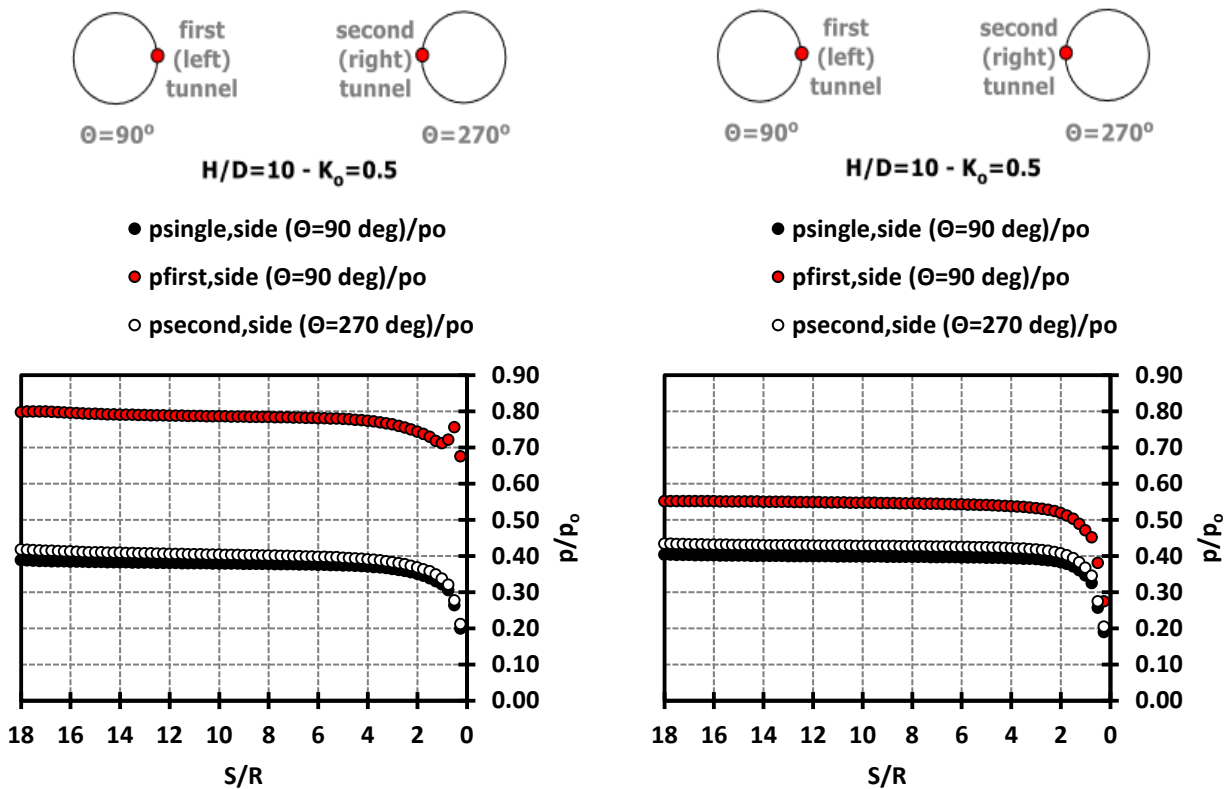 first
(left)
tunnel
second
(right)
tunnel
Θ=90º
Θ=270º
H/D=10 - Ko=0.5
psingle,side (Θ=90 deg)/po
pfirst,side (Θ=90 deg)/po
psecond,side (Θ=270 deg)/po
0.90
0.80
0.70
0.60
0.50
0.40
0.30
0.20
0.10
0.00
p/po
18 16 14 12 10 8 6 4 2 0
S/R
first
(left)
tunnel
second
(right)
tunnel
Θ=90º
Θ=270º
H/D=10 - Ko=0.5
psingle,side (Θ=90 deg)/po
pfirst,side (Θ=90 deg)/po
psecond,side (Θ=270 deg)/po
0.90
0.80
0.70
0.60
0.50
0.40
0.30
0.20
0.10
0.00
p/po
18 16 14 12 10 8 6 4 2 0
S/R